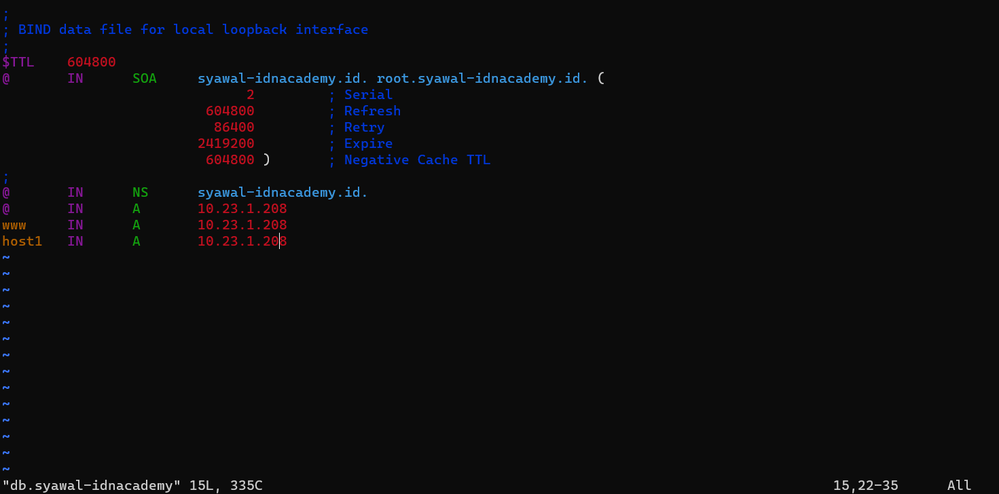 ;
; BIND data file for local loopback interface
;
$TTL    604800
@       IN      SOA     syawal-idnacademy.id. root.syawal-idnacademy.id. (
                              2         ; Serial
                         604800         ; Refresh
                          86400         ; Retry
                        2419200         ; Expire
                         604800 )       ; Negative Cache TTL
;
@       IN      NS      syawal-idnacademy.id.
@       IN      A       10.23.1.208
www     IN      A       10.23.1.208
host1   IN      A       10.23.1.208
~
~
~
~
~
~
~
~
~
~
~
~
~
~
"db.syawal-idnacademy" 15L, 335C                                                                      15,22-35      All